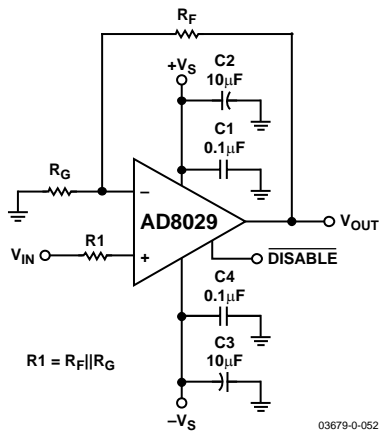 RF
+VS
C2
10μF
C1
0.1μF
RG
–
AD8029
VOUT
VIN
R1
+
DISABLE
C4
0.1μF
R1 = RF||RG
C3
10μF
–VS
03679-0-052